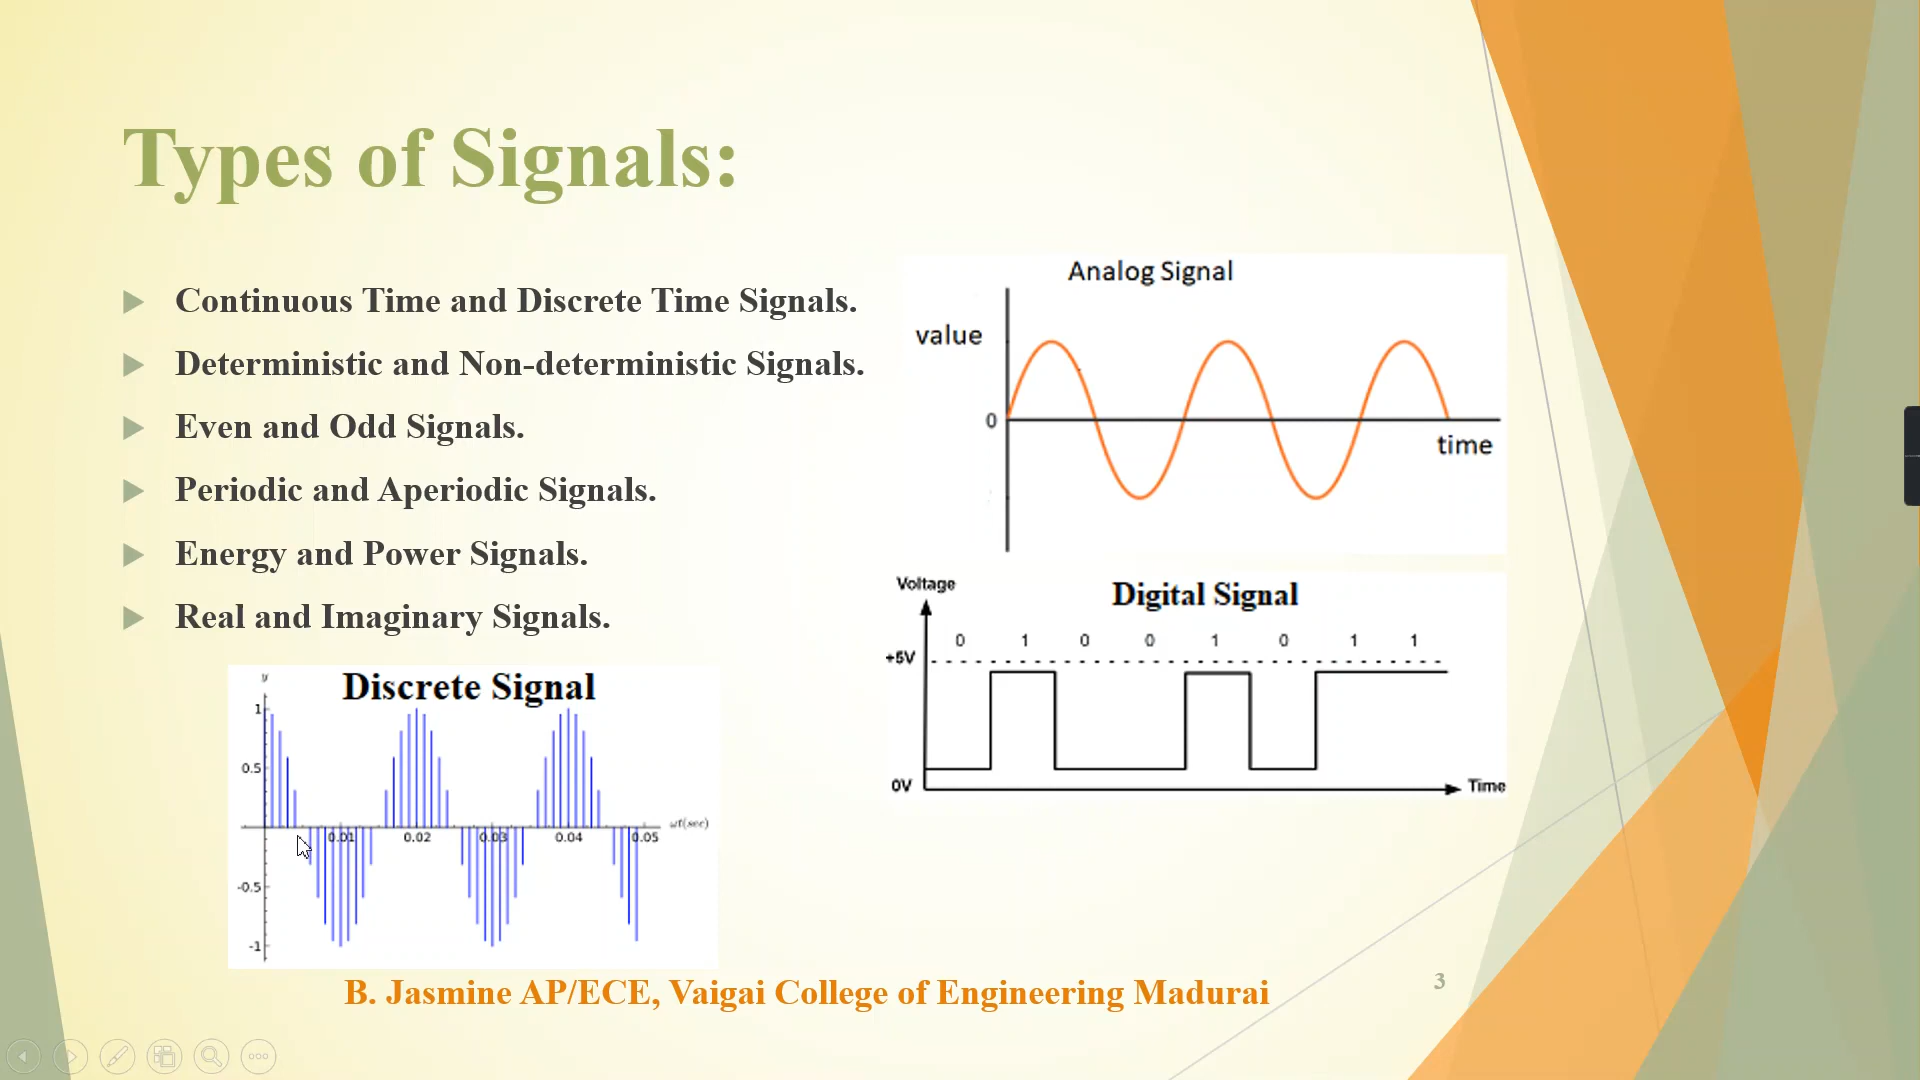 Types of Signals:
Continuous Time and Discrete Time Signals.
Deterministic and Non-deterministic Signals.
Even and Odd Signals.
Periodic and Aperiodic Signals.
Energy and Power Signals.
Real and Imaginary Signals.
Analog Signal
value
0
time
Voltage
Digital Signal
0 1 0 0 1 0 1 1
+5V
0V
Time
y
Discrete Signal
1
0.5
ωt(sec)
0.01 0.02 0.03 0.04 0.05
-0.5
-1
B. Jasmine AP/ECE, Vaigai College of Engineering Madurai
3